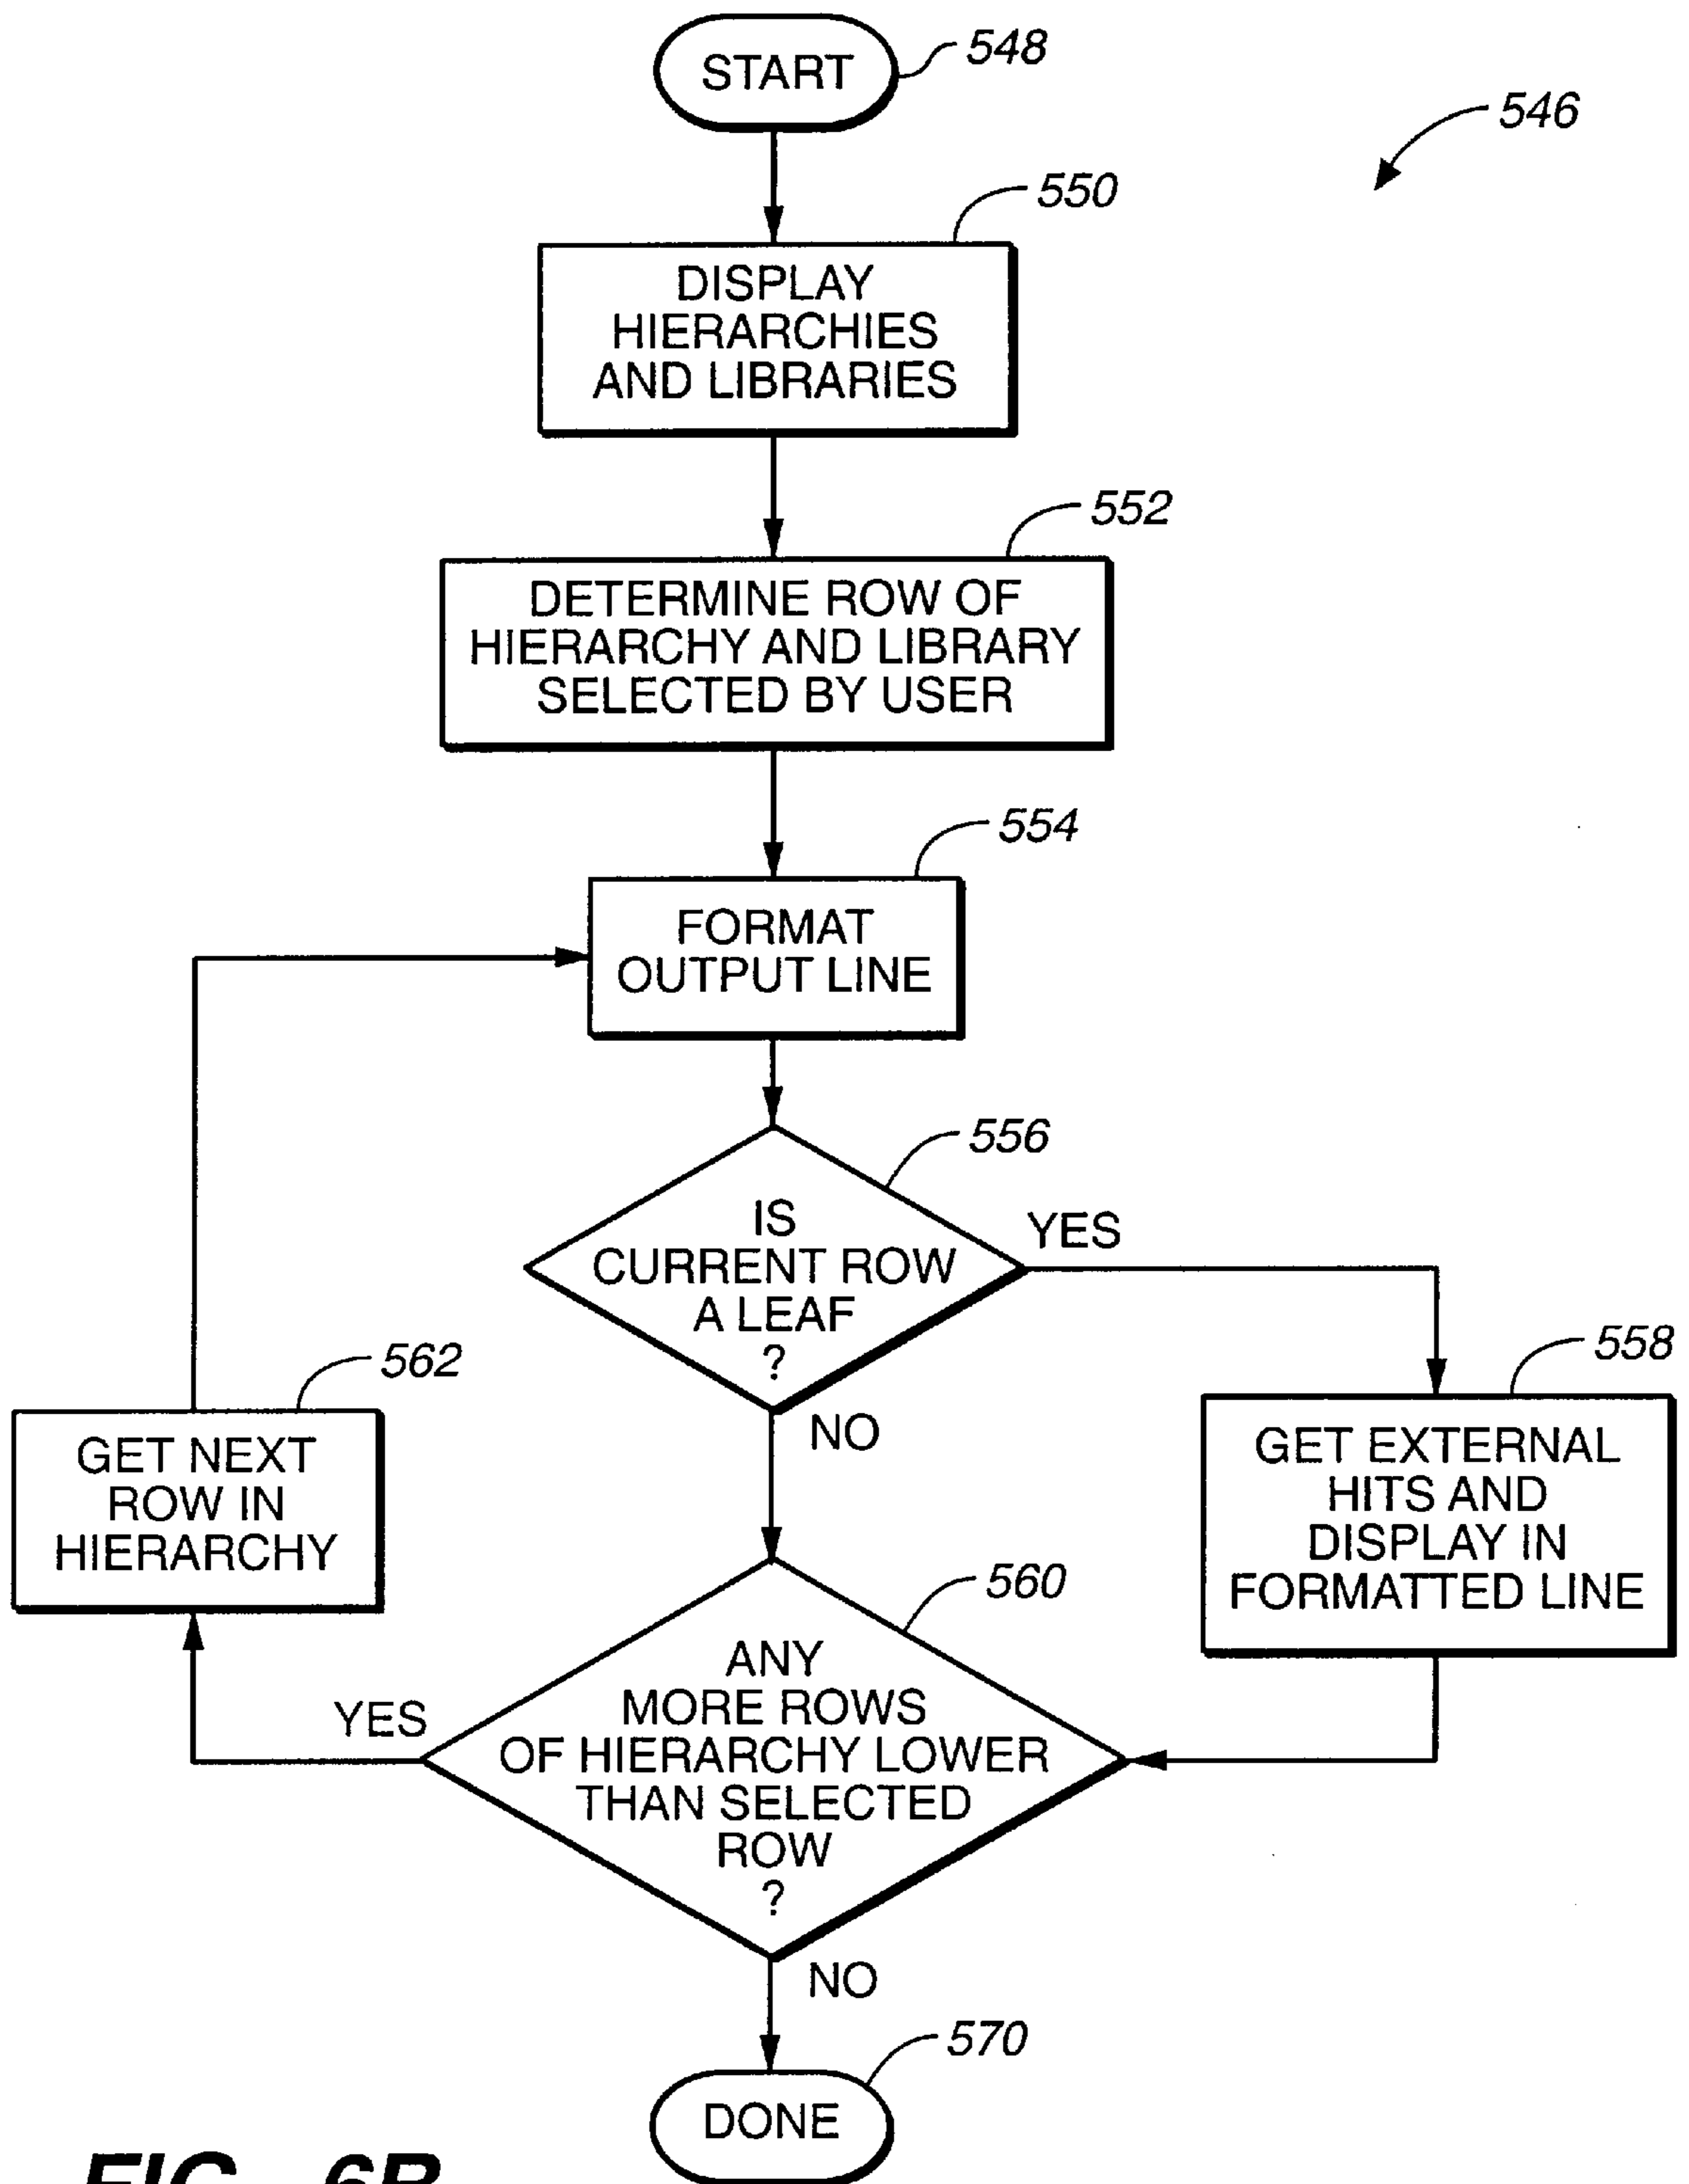 START
548
546
550
DISPLAY
HIERARCHIES
AND LIBRARIES
552
DETERMINE ROW OF
HIERARCHY AND LIBRARY
SELECTED BY USER
554
FORMAT
OUTPUT LINE
556
IS
CURRENT ROW
A LEAF
?
YES
NO
558
GET EXTERNAL
HITS AND
DISPLAY IN
FORMATTED LINE
562
GET NEXT
ROW IN
HIERARCHY
560
ANY
MORE ROWS
OF HIERARCHY LOWER
THAN SELECTED
ROW
?
YES
NO
570
DONE
FIG. 6B